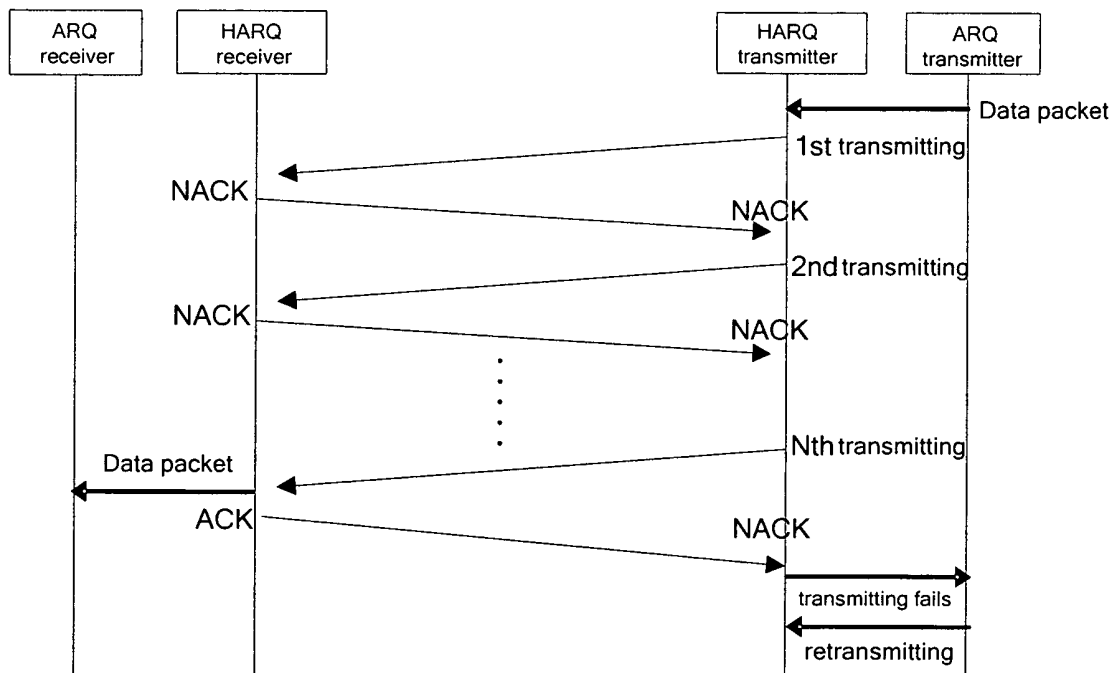 ARQ
receiver
HARQ
receiver
HARQ
transmitter
ARQ
transmitter
Data packet
1st transmitting
NACK
NACK
2nd transmitting
NACK
NACK
Nth transmitting
Data packet
ACK
NACK
transmitting fails
retransmitting